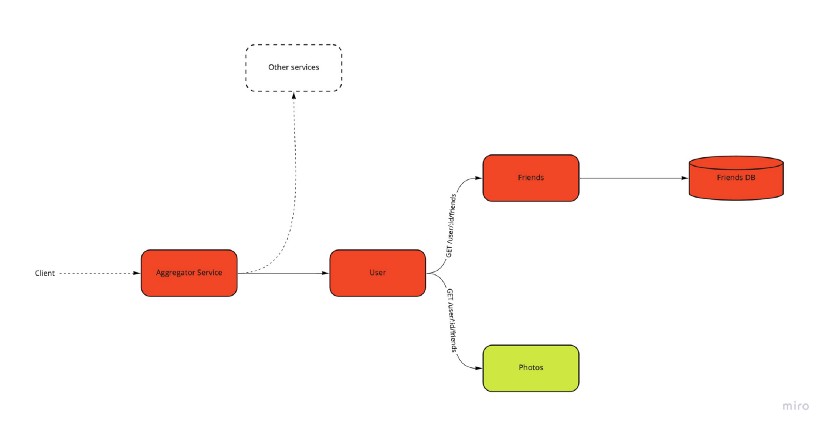 Other services
Friends
Friends DB
GET /user/:id/friends
Client
Aggregator Service
User
GET /user/:id/friends
Photos
miro